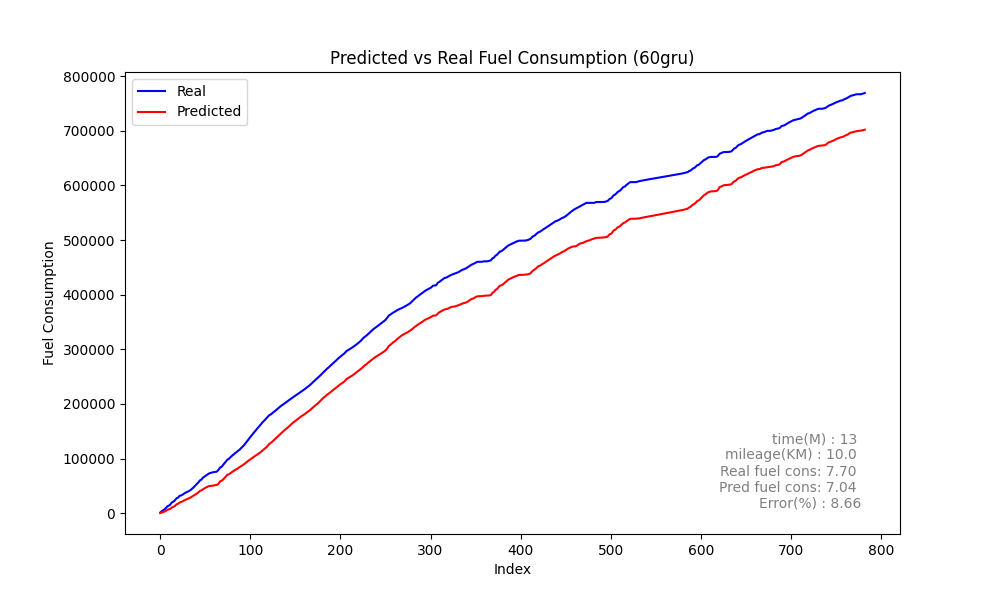 Predicted vs Real Fuel Consumption (60gru)
Real
Predicted
800000
700000
600000
500000
400000
300000
200000
100000
0
Fuel Consumption
time(M) : 13
mileage(KM) : 10.0
Real fuel cons: 7.70
Pred fuel cons: 7.04
Error(%) : 8.66
0 100 200 300 400 500 600 700 800
Index